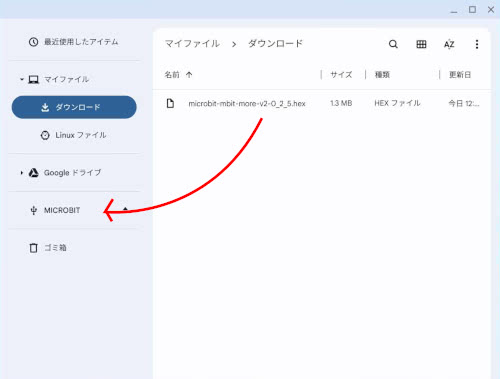 最近使用したアイテム
マイファイル
ダウンロード
Linux ファイル
Google ドライブ
MICROBIT
ゴミ箱
マイファイル > ダウンロード
AZ
名前 ↑ サイズ 種類 更新日
microbit-mbit-more-v2-0_2_5.hex 1.3 MB HEX ファイル 今日 12:...